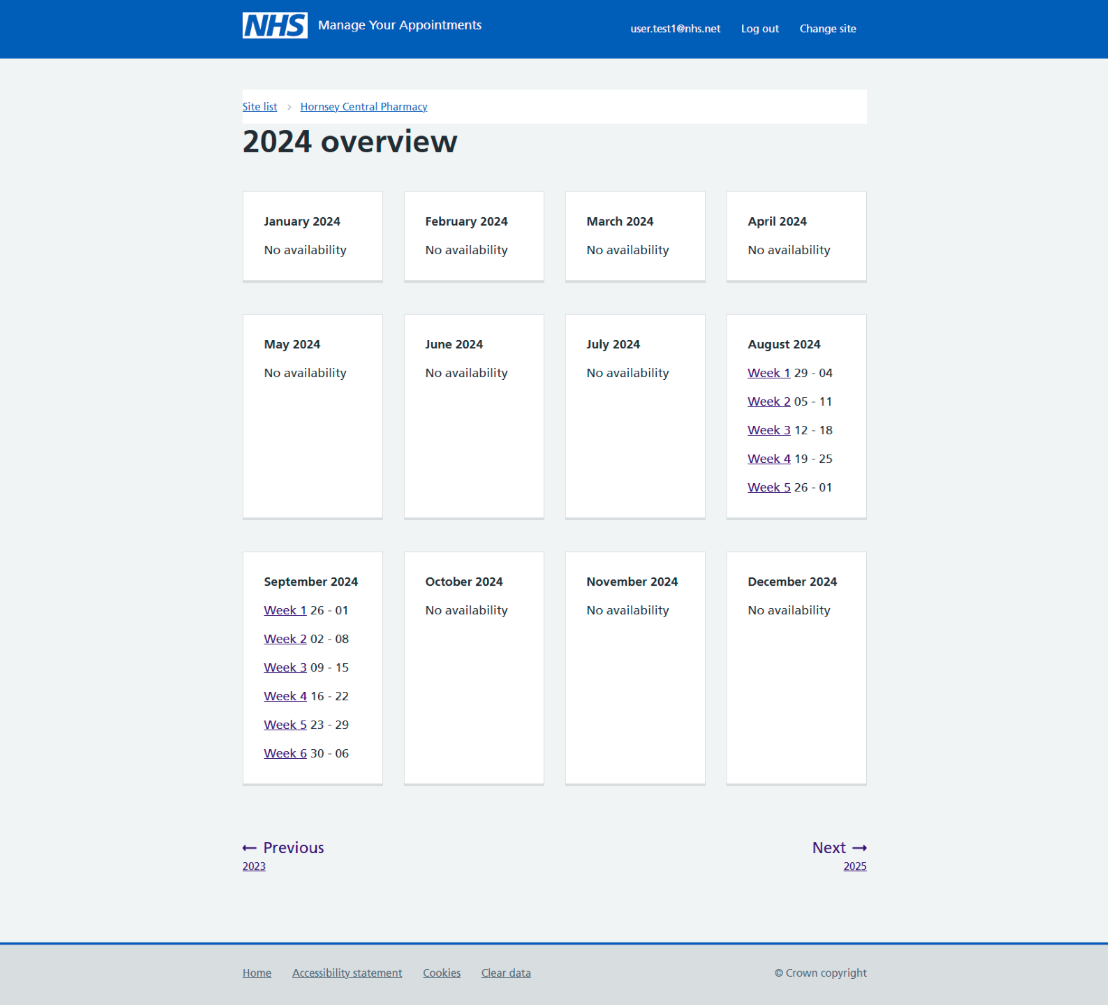 NHS Manage Your Appointments
user.test1@nhs.net Log out Change site
Site list > Hornsey Central Pharmacy
2024 overview
January 2024
No availability
February 2024
No availability
March 2024
No availability
April 2024
No availability
May 2024
No availability
June 2024
No availability
July 2024
No availability
August 2024
Week 1 29 - 04
Week 2 05 - 11
Week 3 12 - 18
Week 4 19 - 25
Week 5 26 - 01
September 2024
Week 1 26 - 01
Week 2 02 - 08
Week 3 09 - 15
Week 4 16 - 22
Week 5 23 - 29
Week 6 30 - 06
October 2024
No availability
November 2024
No availability
December 2024
No availability
← Previous
2023
Next →
2025
Home Accessibility statement Cookies Clear data © Crown copyright